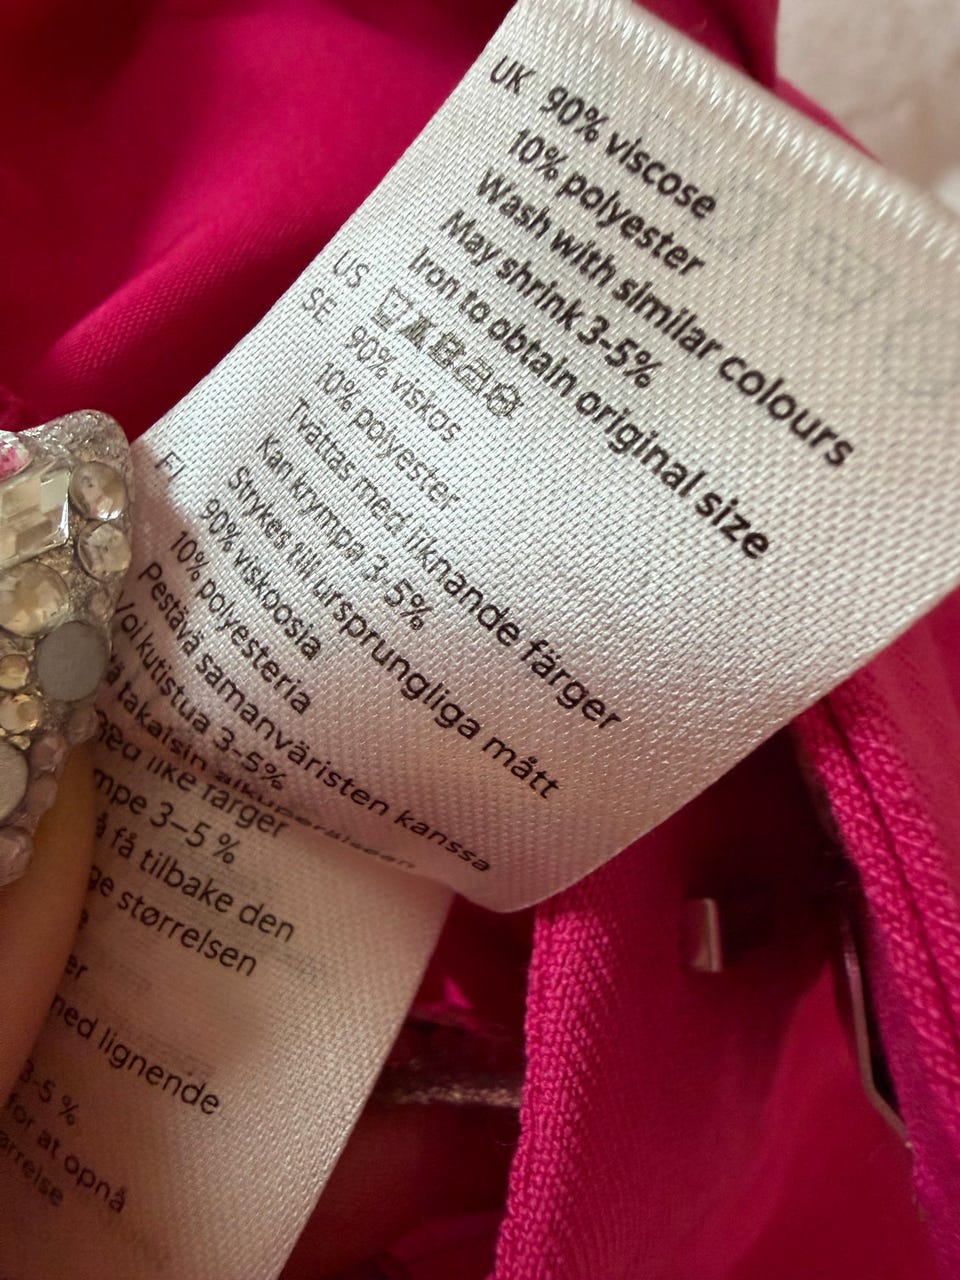 UK 90% viscose
10% polyester
Wash with similar colours
May shrink 3-5%
Iron to obtain original size
US
SE 90% viskos
10% polyester
Tvättas med liknande färger
Kan krympa 3-5%
Strykes till ursprungliga mått
FI 90% viskoosia
10% polyesteria
Pestävä samanväristen kanssa
Voi kutistua 3-5%
takaisin
med like farger
3–5 %
få tilbake den
størrelsen
med lignende
3-5 %
for at opnå